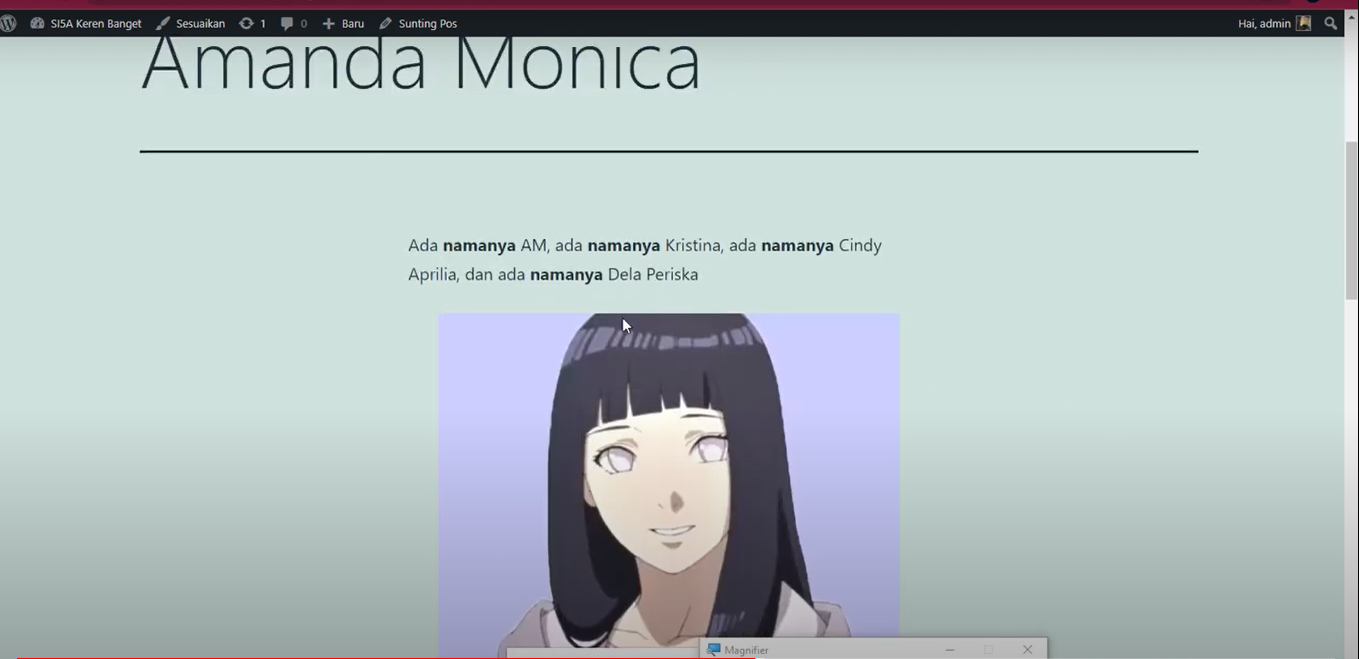 SI5A Keren Banget Sesuaikan 1 0 Baru Sunting Pos Hai, admin
Amanda Monica
Ada namanya AM, ada namanya Kristina, ada namanya Cindy
Aprilia, dan ada namanya Dela Periska
Magnifier